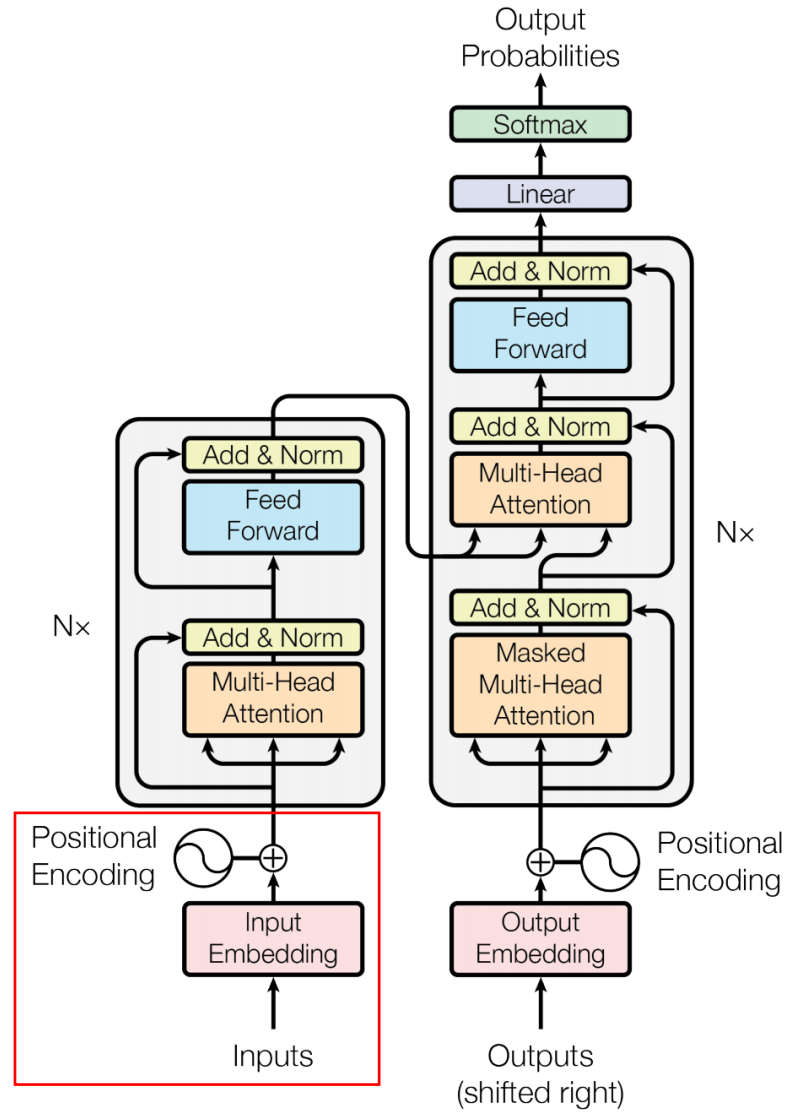 Output
Probabilities
Softmax
Linear
Add & Norm
Feed
Forward
Add & Norm
Multi-Head
Attention
Nx
Add & Norm
Masked
Multi-Head
Attention
Add & Norm
Feed
Forward
Nx
Add & Norm
Multi-Head
Attention
Positional
Encoding
Input
Embedding
Inputs
Positional
Encoding
Output
Embedding
Outputs
(shifted right)